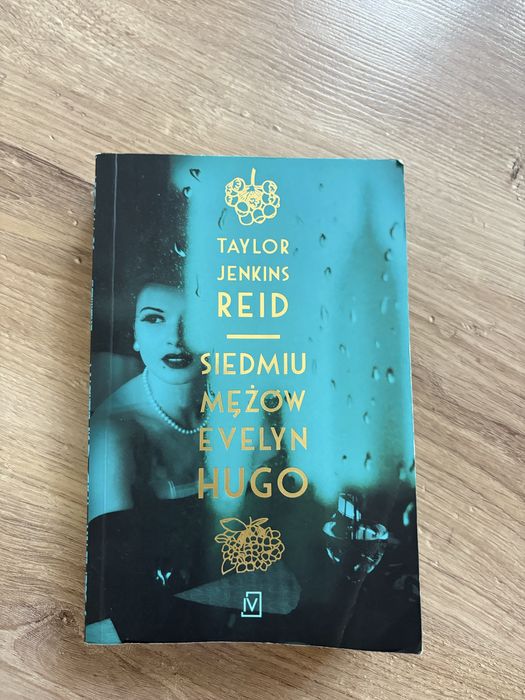 TAYLOR
JENKINS
REID
SIEDMIU
MĘŻÓW
EVELYN
HUGO